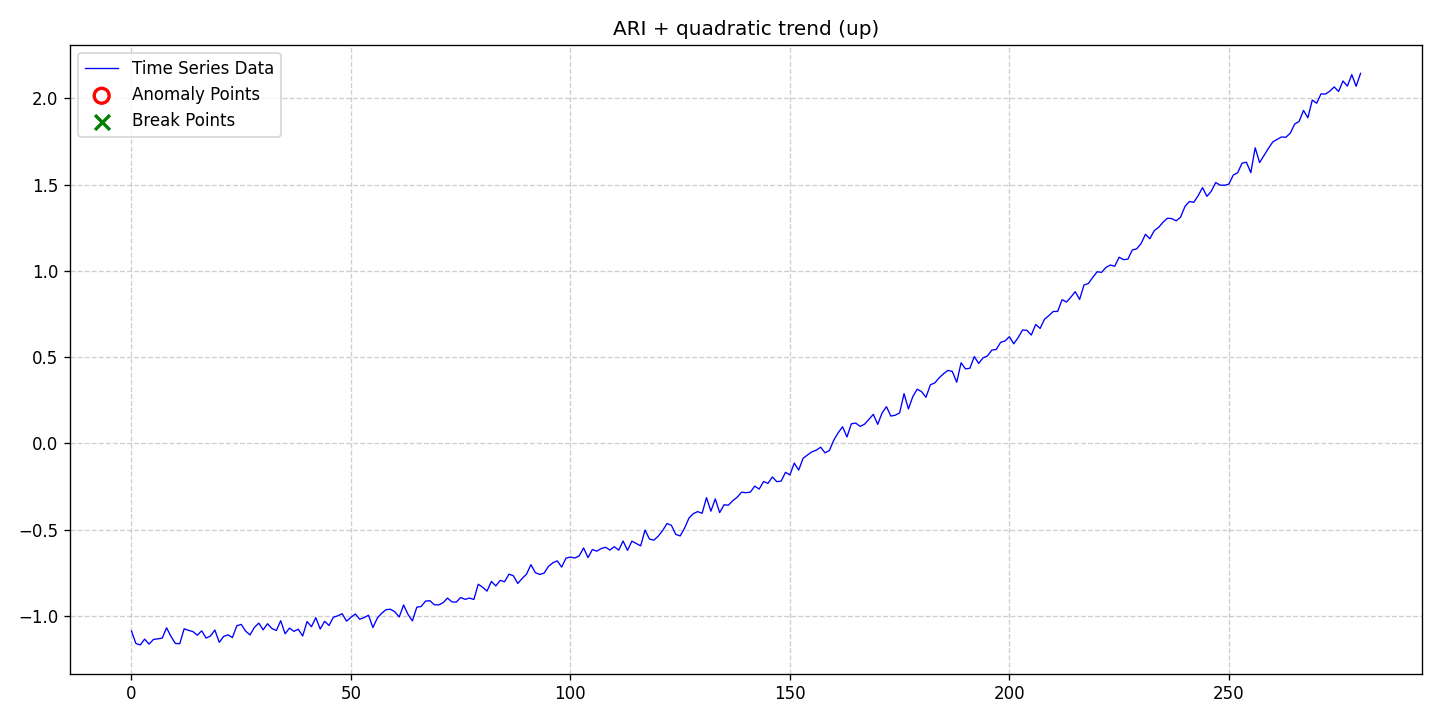 ARI + quadratic trend (up)
Time Series Data
Anomaly Points
Break Points
2.0
1.5
1.0
0.5
0.0
−0.5
−1.0
0 50 100 150 200 250